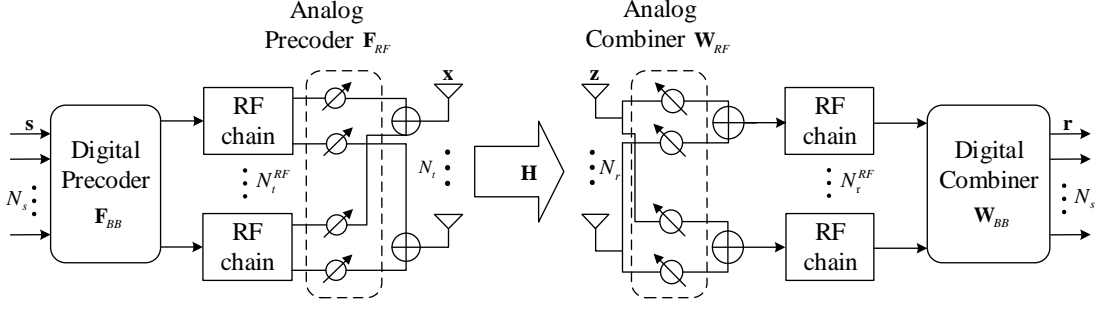 Analog
Precoder F_RF
Analog
Combiner W_RF
s
N_s
Digital
Precoder
F_BB
RF
chain
N_t^RF
RF
chain
x
N_t
H
z
N_r
RF
chain
N_r^RF
RF
chain
Digital
Combiner
W_BB
r
N_s